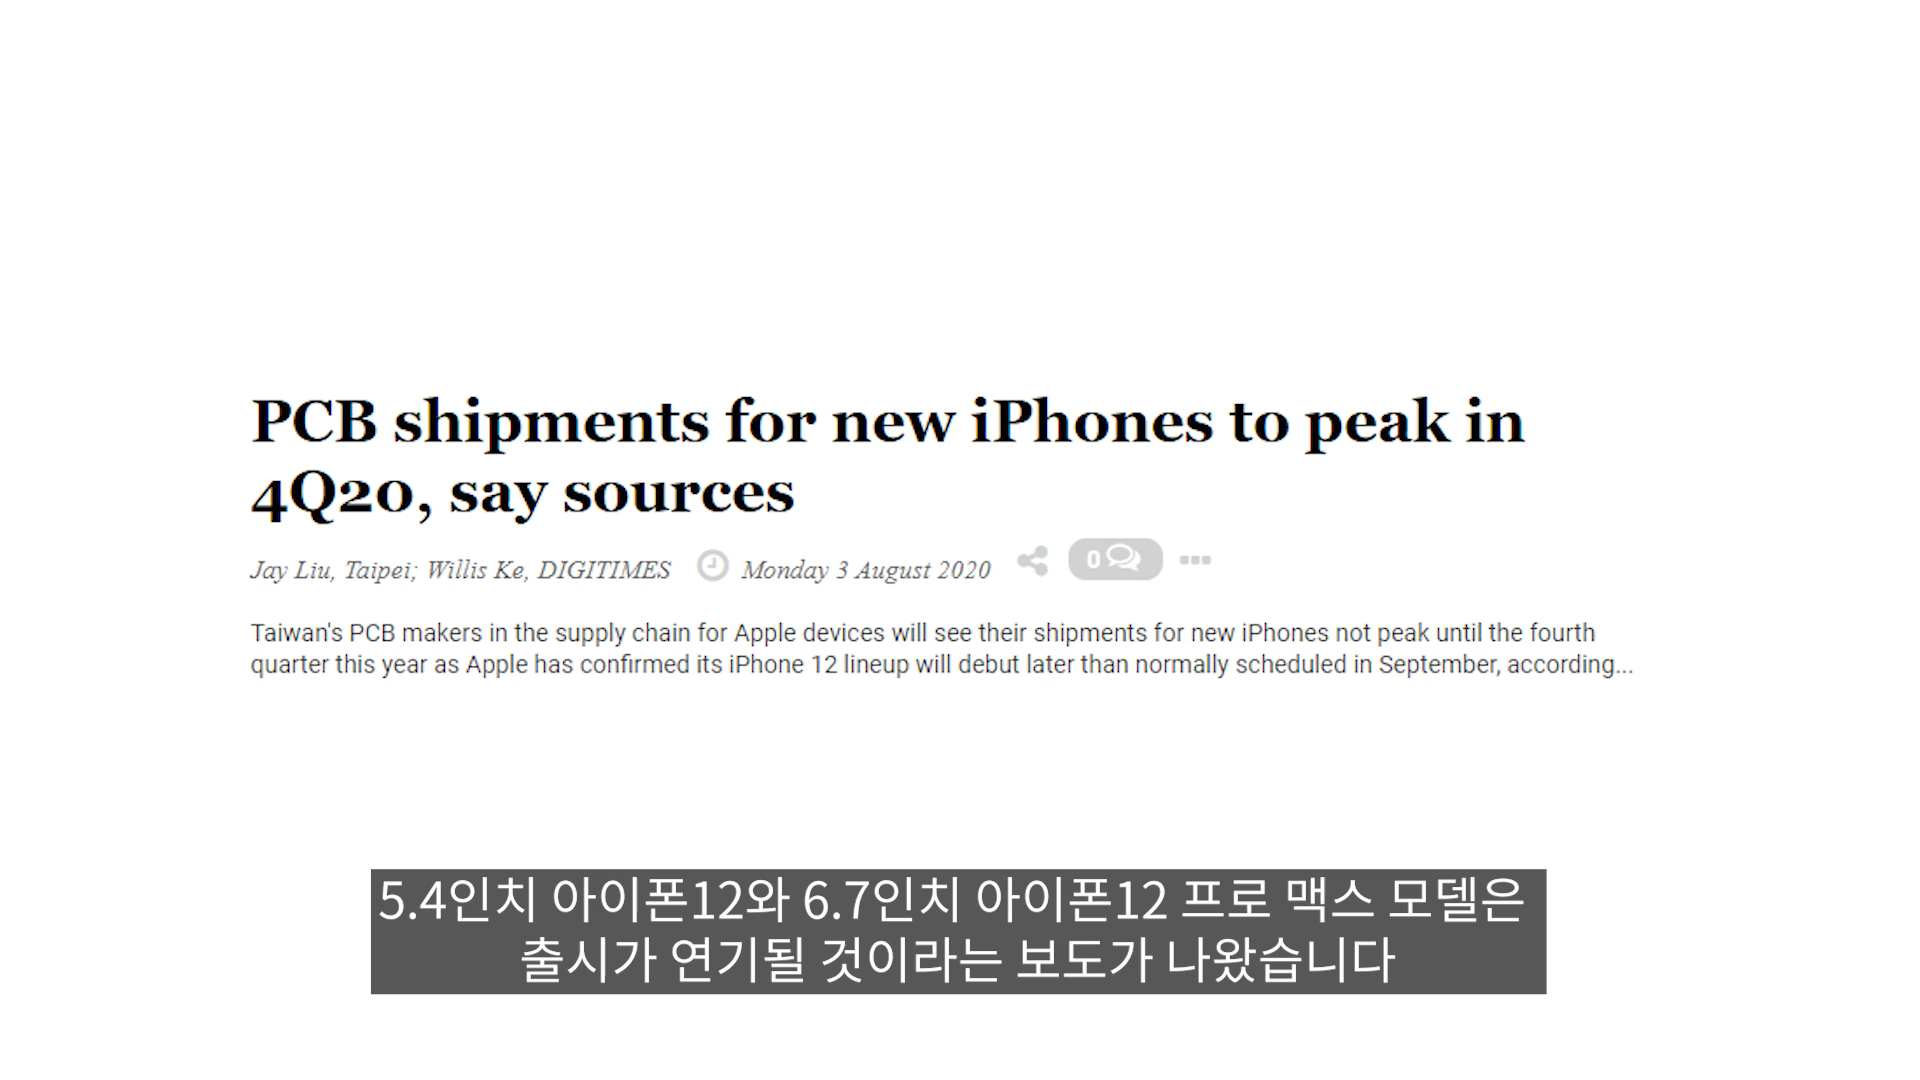 PCB shipments for new iPhones to peak in
4Q20, say sources
Jay Liu, Taipei; Willis Ke, DIGITIMES Monday 3 August 2020 0
Taiwan's PCB makers in the supply chain for Apple devices will see their shipments for new iPhones not peak until the fourth
quarter this year as Apple has confirmed its iPhone 12 lineup will debut later than normally scheduled in September, according...
5.4인치 아이폰12와 6.7인치 아이폰12 프로 맥스 모델은
출시가 연기될 것이라는 보도가 나왔습니다